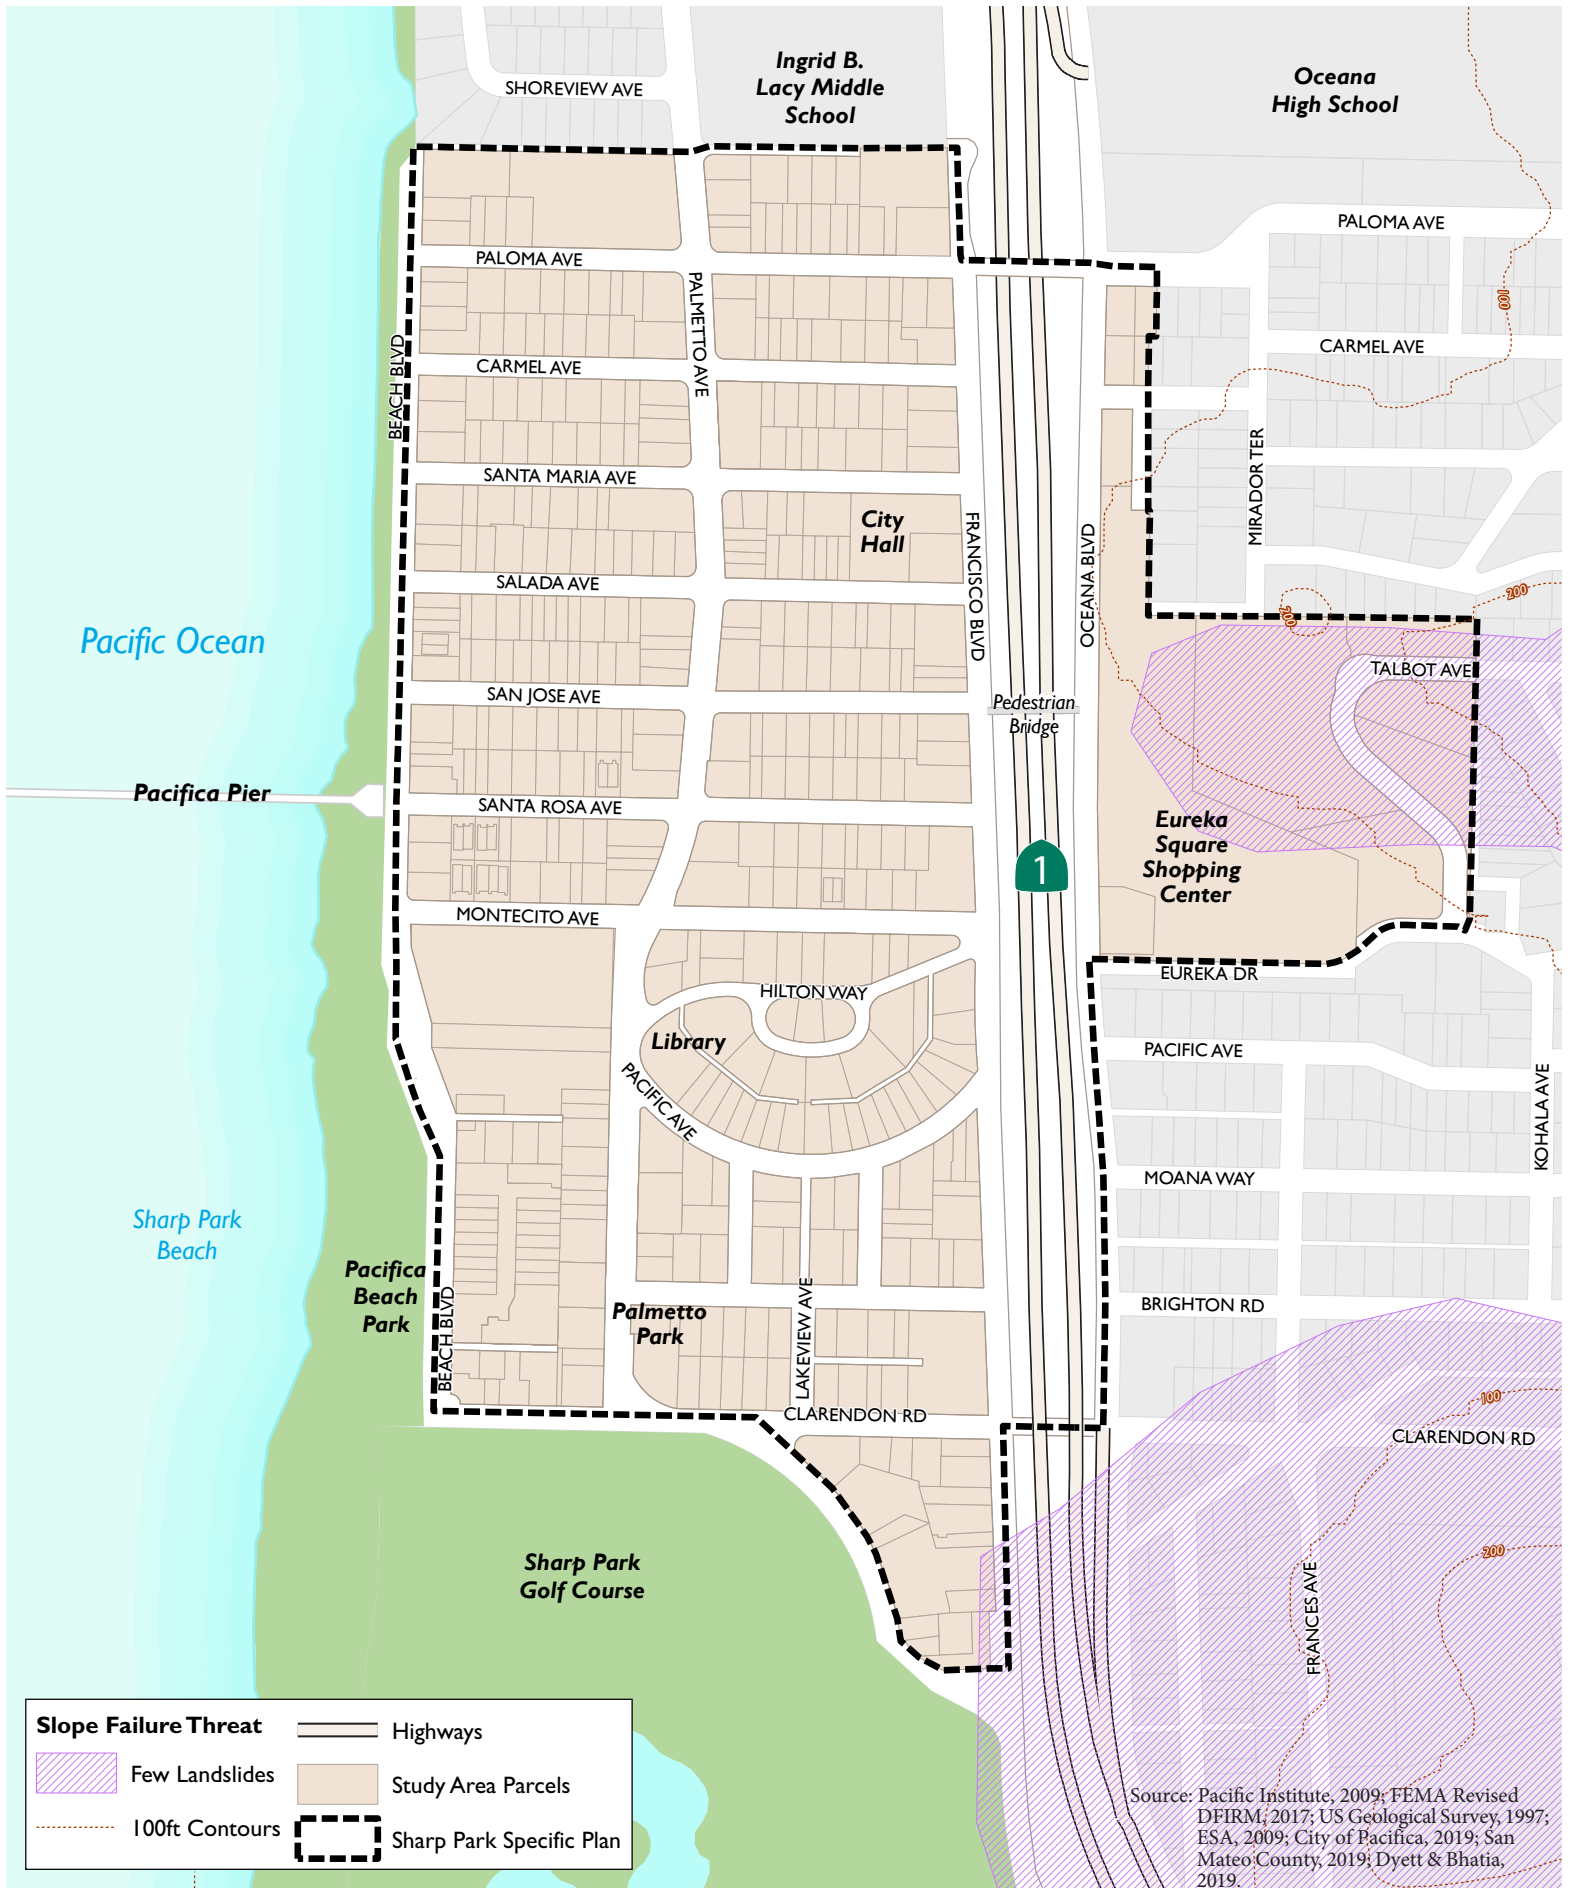 Ingrid B.
Lacy Middle
School
Oceana
High School
SHOREVIEW AVE
PALOMA AVE
PALOMA AVE
PALMETTO AVE
100
BEACH BLVD
CARMEL AVE
CARMEL AVE
SANTA MARIA AVE
MIRADOR TER
City
Hall
FRANCISCO BLVD
OCEANA BLVD
SALADA AVE
200
200
Pacific Ocean
TALBOT AVE
SAN JOSE AVE
Pedestrian
Bridge
Pacifica Pier
SANTA ROSA AVE
Eureka
Square
Shopping
Center
1
MONTECITO AVE
EUREKA DR
HILTON WAY
Library
PACIFIC AVE
PACIFIC AVE
KOHALA AVE
MOANA WAY
Sharp Park
Beach
Pacifica
Beach
Park
BEACH BLVD
Palmetto
Park
LAKEVIEW AVE
BRIGHTON RD
100
CLARENDON RD
CLARENDON RD
Sharp Park
Golf Course
200
FRANCES AVE
Slope Failure Threat
Few Landslides
100ft Contours
Highways
Study Area Parcels
Sharp Park Specific Plan
Source: Pacific Institute, 2009; FEMA Revised
DFIRM, 2017; US Geological Survey, 1997;
ESA, 2009; City of Pacifica, 2019; San
Mateo County, 2019; Dyett & Bhatia,
2019.